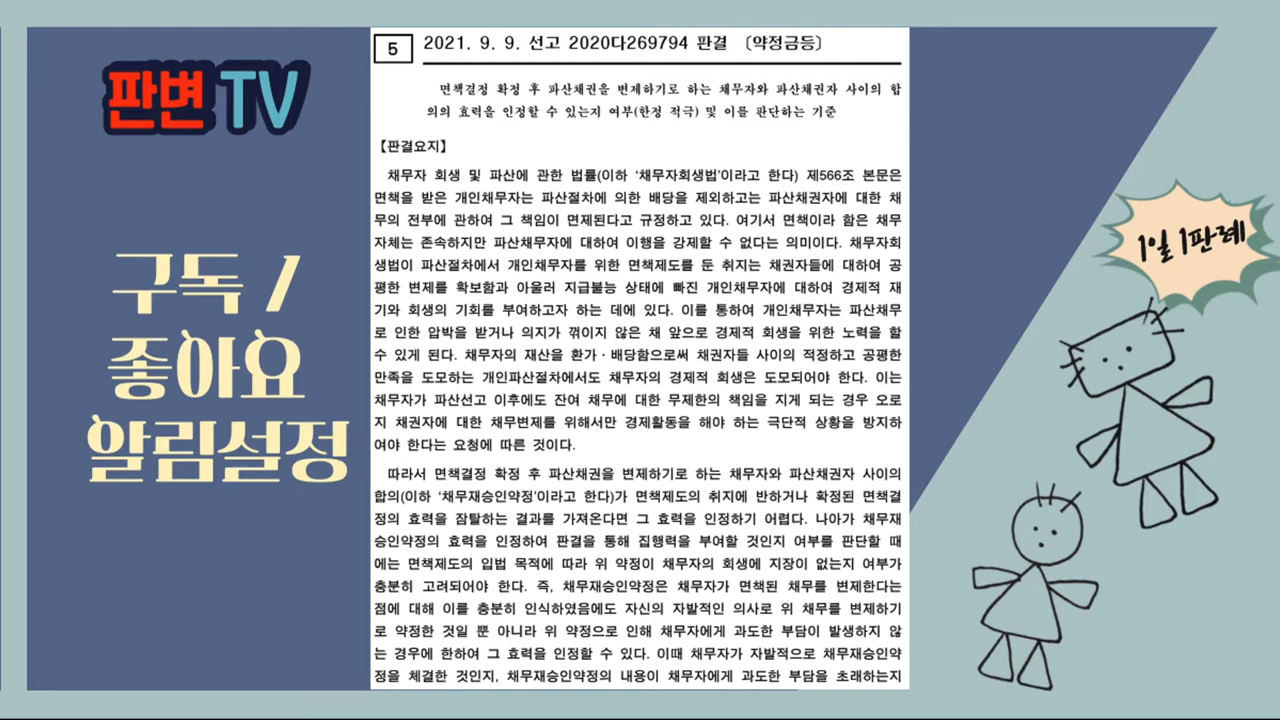 판변 TV
구독 /
좋아요
알림설정
5
2021. 9. 9. 선고 2020다269794 판결 〔약정금등〕
면책결정 확정 후 파산채권을 변제하기로 하는 채무자와 파산채권자 사이의 합
의의 효력을 인정할 수 있는지 여부(한정 적극) 및 이를 판단하는 기준
【판결요지】
채무자 회생 및 파산에 관한 법률(이하 ‘채무자회생법’이라고 한다) 제566조 본문은
면책을 받은 개인채무자는 파산절차에 의한 배당을 제외하고는 파산채권자에 대한 채
무의 전부에 관하여 그 책임이 면제된다고 규정하고 있다. 여기서 면책이라 함은 채무
자체는 존속하지만 파산채무자에 대하여 이행을 강제할 수 없다는 의미이다. 채무자회
생법이 파산절차에서 개인채무자를 위한 면책제도를 둔 취지는 채권자들에 대하여 공
평한 변제를 확보함과 아울러 지급불능 상태에 빠진 개인채무자에 대하여 경제적 재
기와 회생의 기회를 부여하고자 하는 데에 있다. 이를 통하여 개인채무자는 파산채무
로 인한 압박을 받거나 의지가 꺾이지 않은 채 앞으로 경제적 회생을 위한 노력을 할
수 있게 된다. 채무자의 재산을 환가·배당함으로써 채권자들 사이의 적정하고 공평한
만족을 도모하는 개인파산절차에서도 채무자의 경제적 회생은 도모되어야 한다. 이는
채무자가 파산선고 이후에도 잔여 채무에 대한 무제한의 책임을 지게 되는 경우 오로
지 채권자에 대한 채무변제를 위해서만 경제활동을 해야 하는 극단적 상황을 방지하
여야 한다는 요청에 따른 것이다.
따라서 면책결정 확정 후 파산채권을 변제하기로 하는 채무자와 파산채권자 사이의
합의(이하 ‘채무재승인약정’이라고 한다)가 면책제도의 취지에 반하거나 확정된 면책결
정의 효력을 잠탈하는 결과를 가져온다면 그 효력을 인정하기 어렵다. 나아가 채무재
승인약정의 효력을 인정하여 판결을 통해 집행력을 부여할 것인지 여부를 판단할 때
에는 면책제도의 입법 목적에 따라 위 약정이 채무자의 회생에 지장이 없는지 여부가
충분히 고려되어야 한다. 즉, 채무재승인약정은 채무자가 면책된 채무를 변제한다는
점에 대해 이를 충분히 인식하였음에도 자신의 자발적인 의사로 위 채무를 변제하기
로 약정한 것일 뿐 아니라 위 약정으로 인해 채무자에게 과도한 부담이 발생하지 않
는 경우에 한하여 그 효력을 인정할 수 있다. 이때 채무자가 자발적으로 채무재승인약
정을 체결한 것인지, 채무재승인약정의 내용이 채무자에게 과도한 부담을 초래하는지
1일 1판례